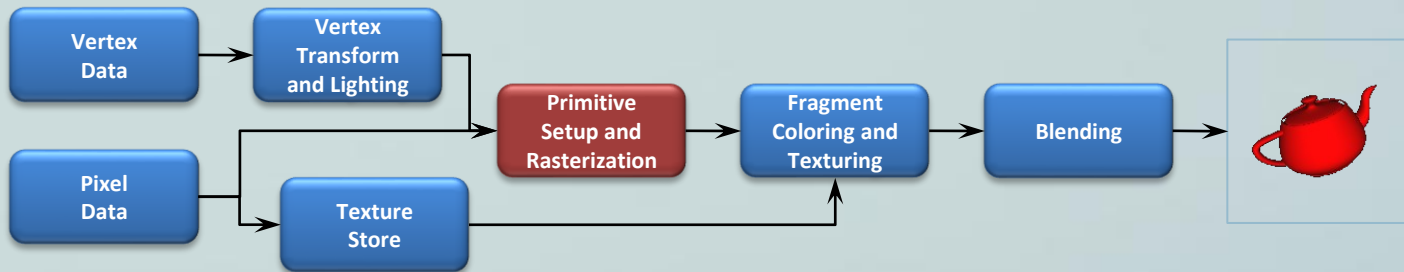 Vertex
Data
Vertex
Transform
and Lighting
Primitive
Setup and
Rasterization
Fragment
Coloring and
Texturing
Blending
Pixel
Data
Texture
Store